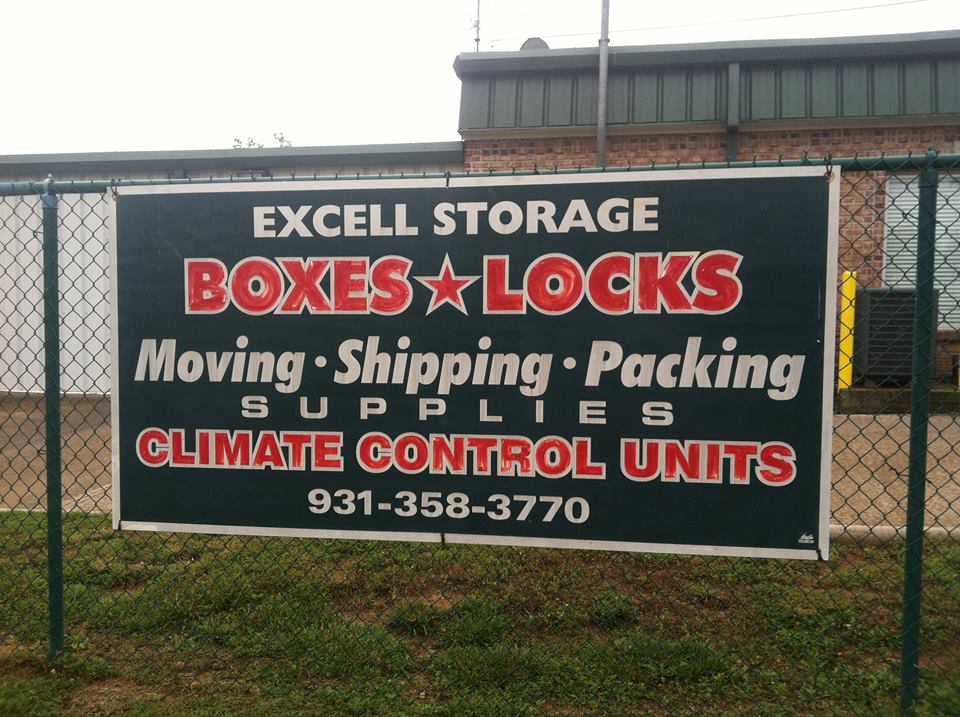 EXCELL STORAGE
BOXES★LOCKS
Moving · Shipping · Packing
SUPPLIES
CLIMATE CONTROL UNITS
931-358-3770